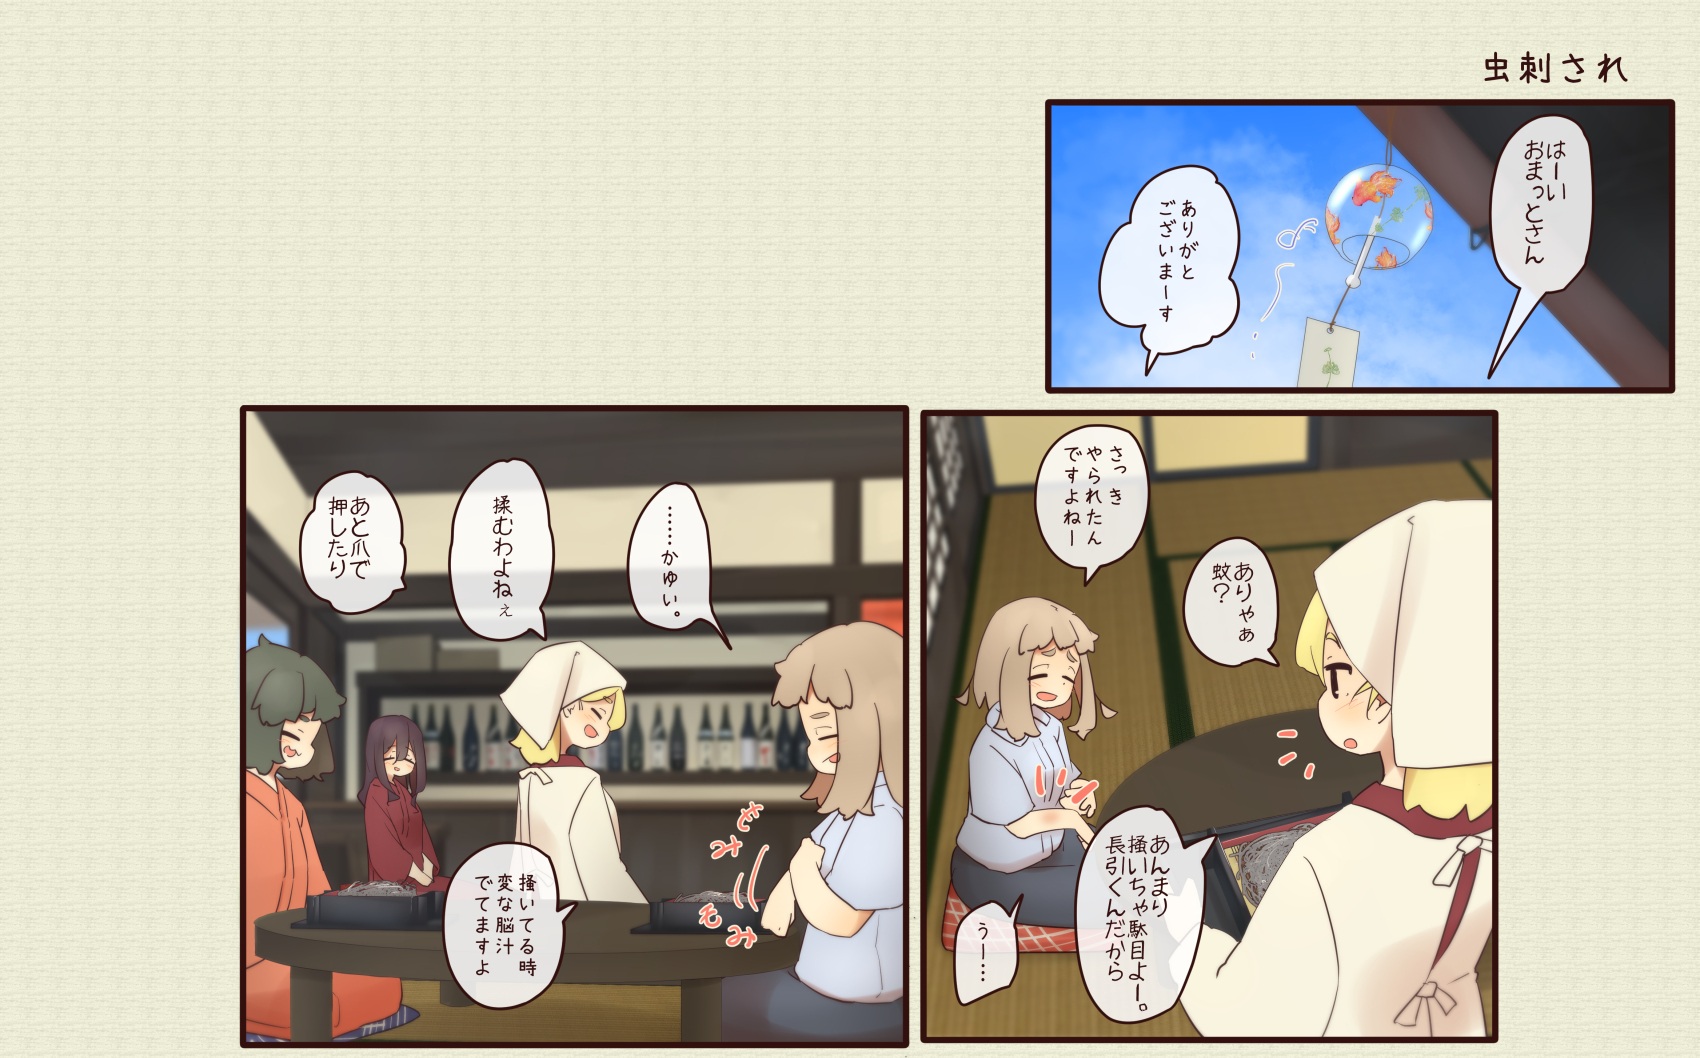 虫刺され
はーい
おまっとさん
ありがと
ございまーす
さっき
やられたたん
ですよねー
ありゃあ
蚊?
あんまり
掻いちゃ駄目よー。
長引くんだから
うー…
……かゆい。
もみ
もみ
揉むわよねぇ
あと爪で
押したり
掻いてる時
変な脳汁
でてますよ